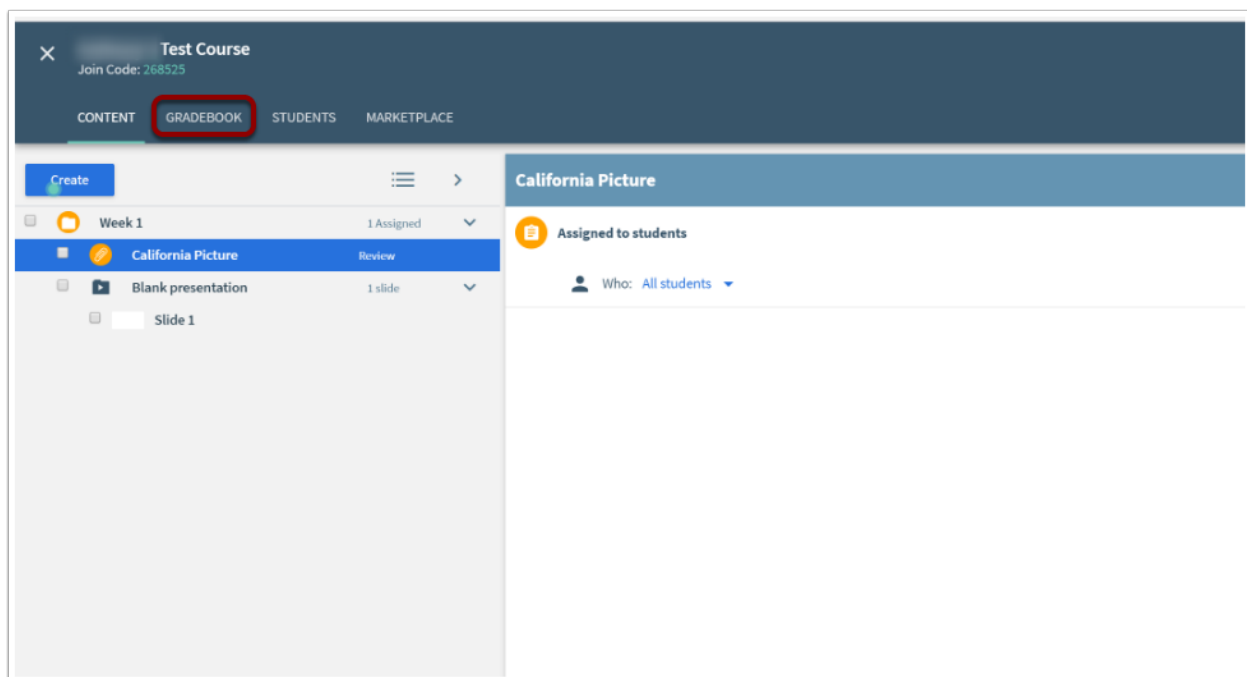 Test Course
Join Code: 268525
CONTENT GRADEBOOK STUDENTS MARKETPLACE
Create
California Picture
Week 1 1 Assigned
Assigned to students
California Picture Review
Who: All students
Blank presentation 1 slide
Slide 1